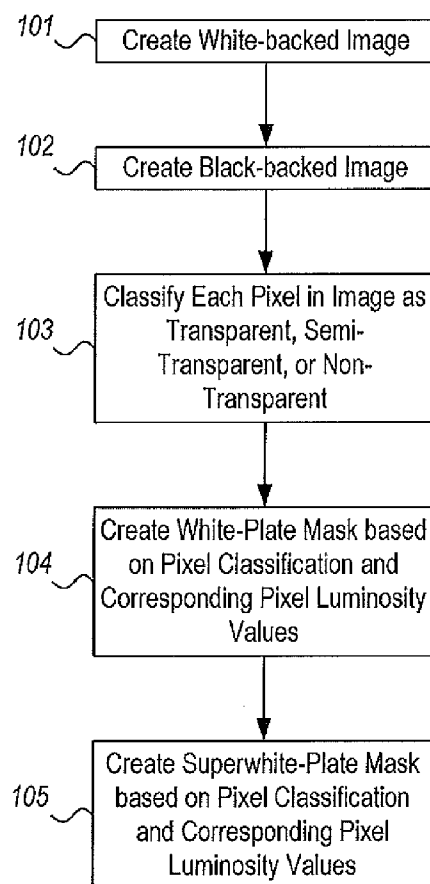 101
Create White-backed Image
102
Create Black-backed Image
103
Classify Each Pixel in Image as
Transparent, Semi-
Transparent, or Non-
Transparent
104
Create White-Plate Mask based
on Pixel Classification and
Corresponding Pixel Luminosity
Values
105
Create Superwhite-Plate Mask
based on Pixel Classification
and Corresponding Pixel
Luminosity Values